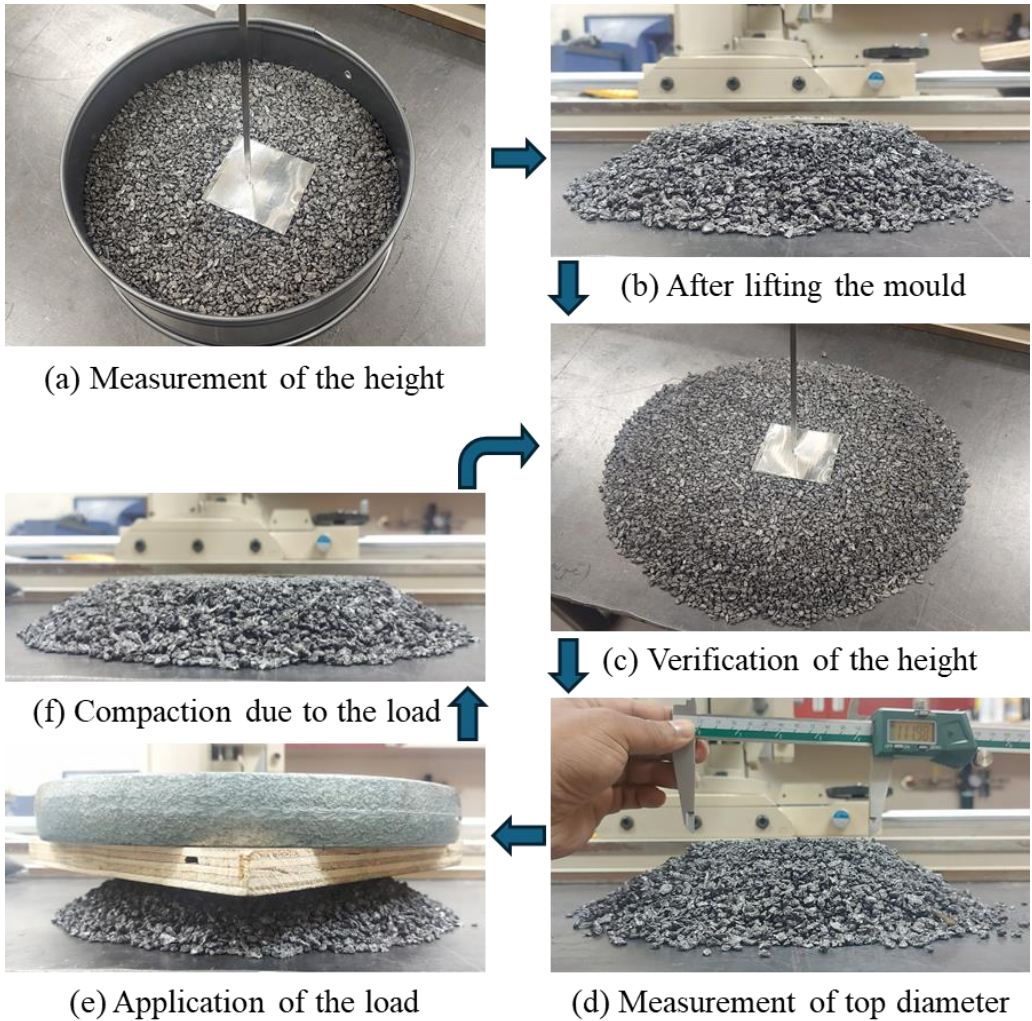 (a) Measurement of the height
(b) After lifting the mould
(c) Verification of the height
(f) Compaction due to the load
(e) Application of the load
(d) Measurement of top diameter